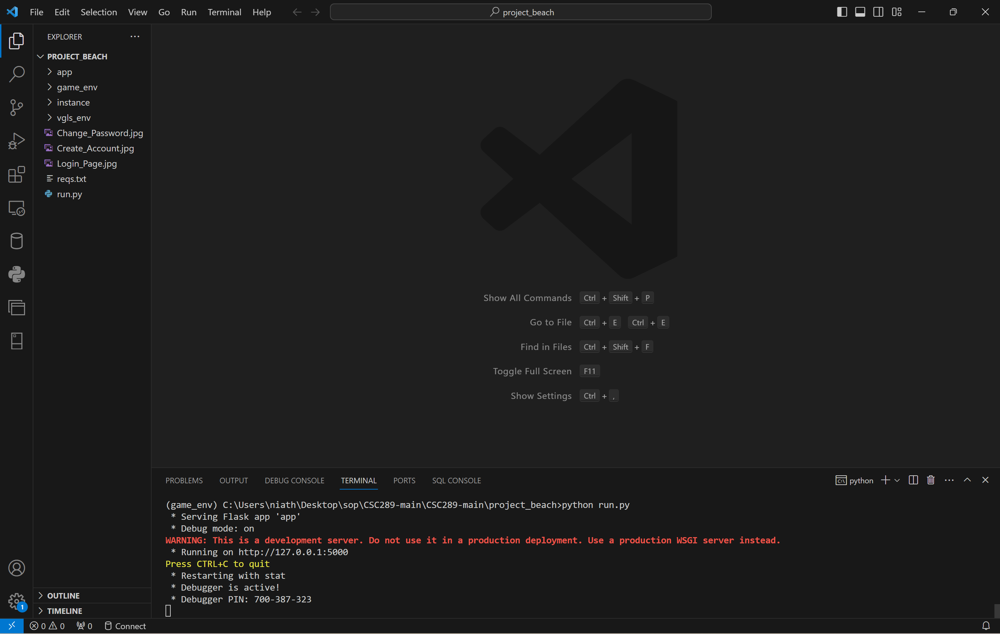 File Edit Selection View Go Run Terminal Help
project_beach
EXPLORER
PROJECT_BEACH
app
game_env
instance
vgls_env
Change_Password.jpg
Create_Account.jpg
Login_Page.jpg
reqs.txt
run.py
Show All Commands Ctrl + Shift + P
Go to File Ctrl + E Ctrl + E
Find in Files Ctrl + Shift + F
Toggle Full Screen F11
Show Settings Ctrl + ,
PROBLEMS OUTPUT DEBUG CONSOLE TERMINAL PORTS SQL CONSOLE
python
(game_env) C:\Users\niath\Desktop\sop\CSC289-main\CSC289-main\project_beach>python run.py
* Serving Flask app 'app'
* Debug mode: on
WARNING: This is a development server. Do not use it in a production deployment. Use a production WSGI server instead.
* Running on http://127.0.0.1:5000
Press CTRL+C to quit
* Restarting with stat
* Debugger is active!
* Debugger PIN: 700-387-323
OUTLINE
TIMELINE
1
0 0 0 Connect